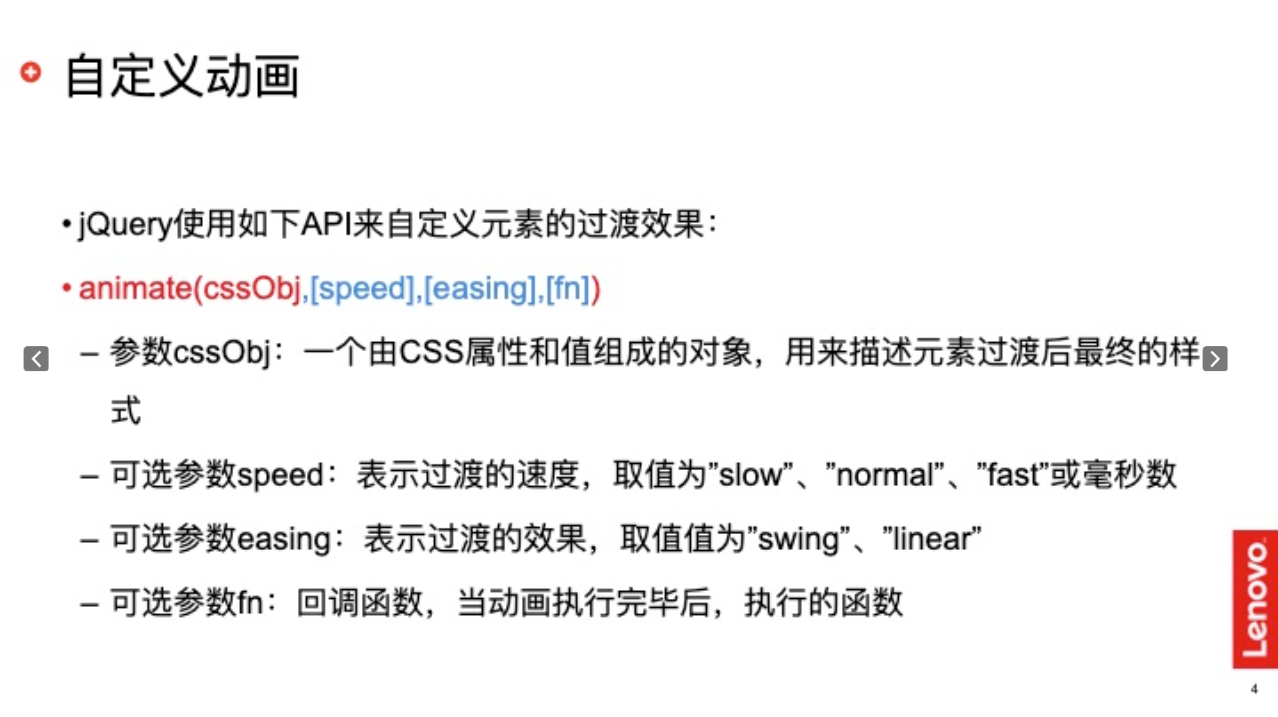 自定义动画
•jQuery使用如下API来自定义元素的过渡效果：
•animate(cssObj,[speed],[easing],[fn])
– 参数cssObj：一个由CSS属性和值组成的对象，用来描述元素过渡后最终的样
式
– 可选参数speed：表示过渡的速度，取值为”slow”、”normal”、”fast”或毫秒数
– 可选参数easing：表示过渡的效果，取值值为”swing”、”linear”
– 可选参数fn：回调函数，当动画执行完毕后，执行的函数
Lenovo.
4